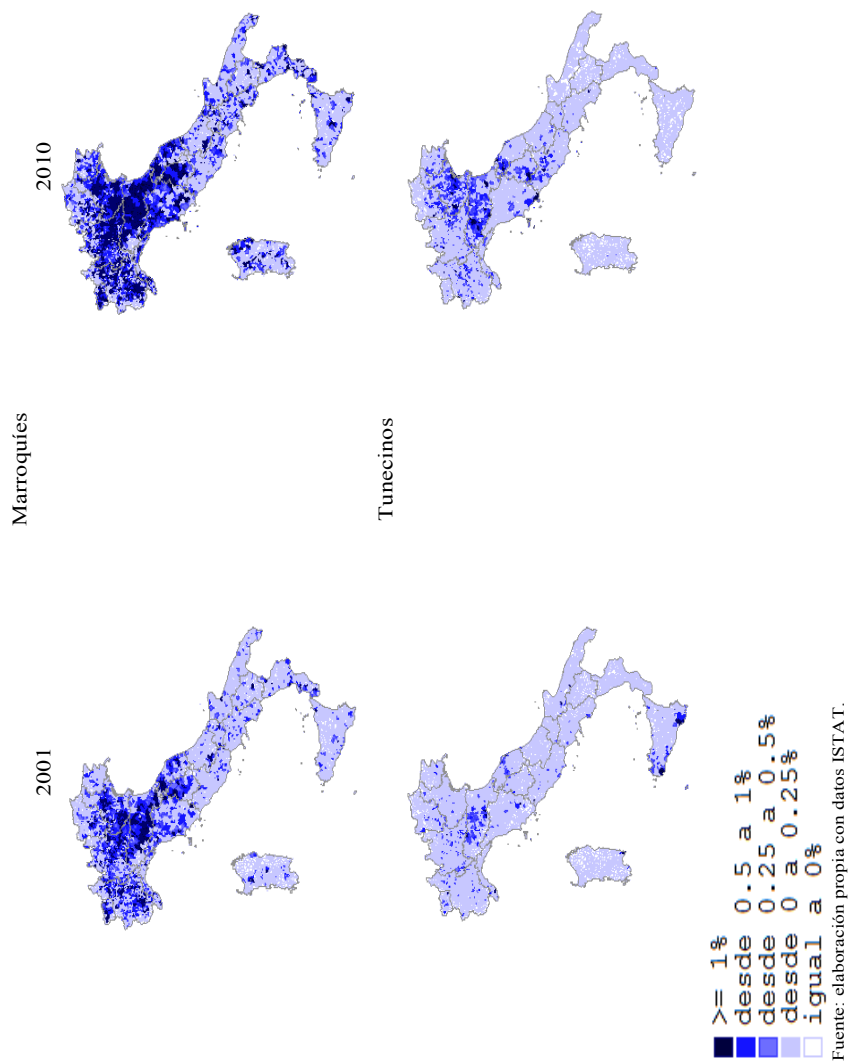 Marroquíes
2001
2010
Tunecinos
>= 1%
desde 0.5 a 1%
desde 0.25 a 0.5%
desde 0 a 0.25%
igual a 0%
Fuente: elaboración propia con datos ISTAT.